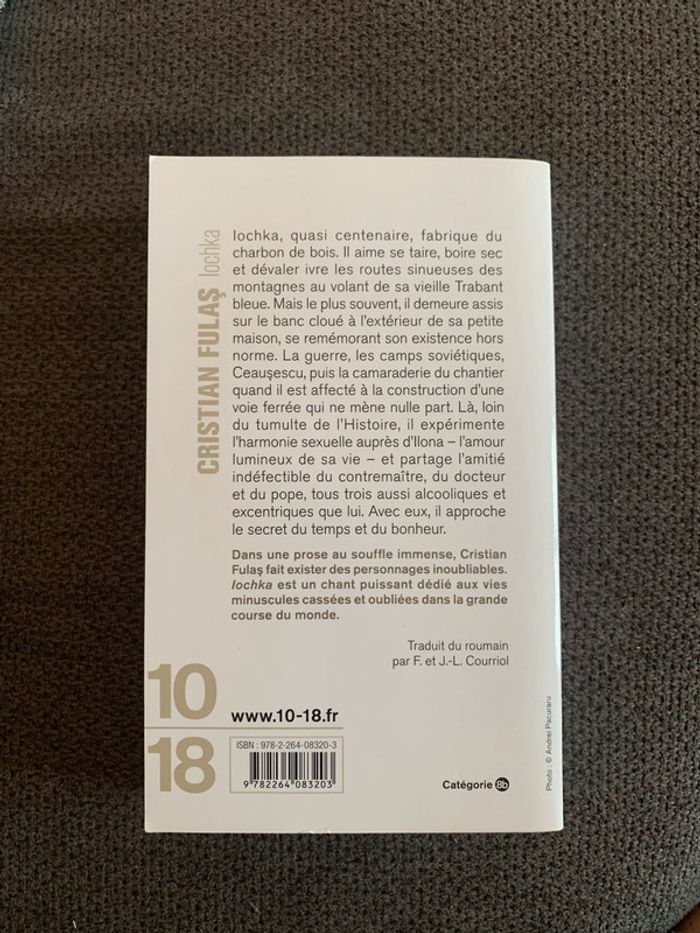 CRISTIAN FULAŞ
Iochka
Iochka, quasi centenaire, fabrique du
charbon de bois. Il aime se taire, boire sec
et dévaler ivre les routes sinueuses des
montagnes au volant de sa vieille Trabant
bleue. Mais le plus souvent, il demeure assis
sur le banc cloué à l'extérieur de sa petite
maison, se remémorant son existence hors
norme. La guerre, les camps soviétiques,
Ceauşescu, puis la camaraderie du chantier
quand il est affecté à la construction d'une
voie ferrée qui ne mène nulle part. Là, loin
du tumulte de l'Histoire, il expérimente
l'harmonie sexuelle auprès d'Ilona – l'amour
lumineux de sa vie – et partage l'amitié
indéfectible du contremaître, du docteur
et du pope, tous trois aussi alcooliques et
excentriques que lui. Avec eux, il approche
le secret du temps et du bonheur.
Dans une prose au souffle immense, Cristian
Fulaş fait exister des personnages inoubliables.
Iochka est un chant puissant dédié aux vies
minuscules cassées et oubliées dans la grande
course du monde.
Traduit du roumain
par F. et J.-L. Courriol
10
18
www.10-18.fr
ISBN : 978-2-264-08320-3
9 782264 083203
Catégorie 8b
Photo : © Andrei Pacuraru